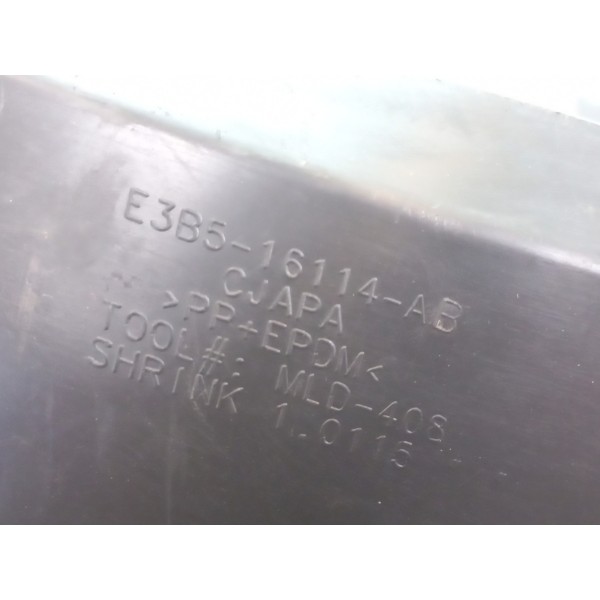 E3B5-16114-AB
CJAPA
>PP+EPDM<
TOOL#: MLD-408
SHRINK 1.0115